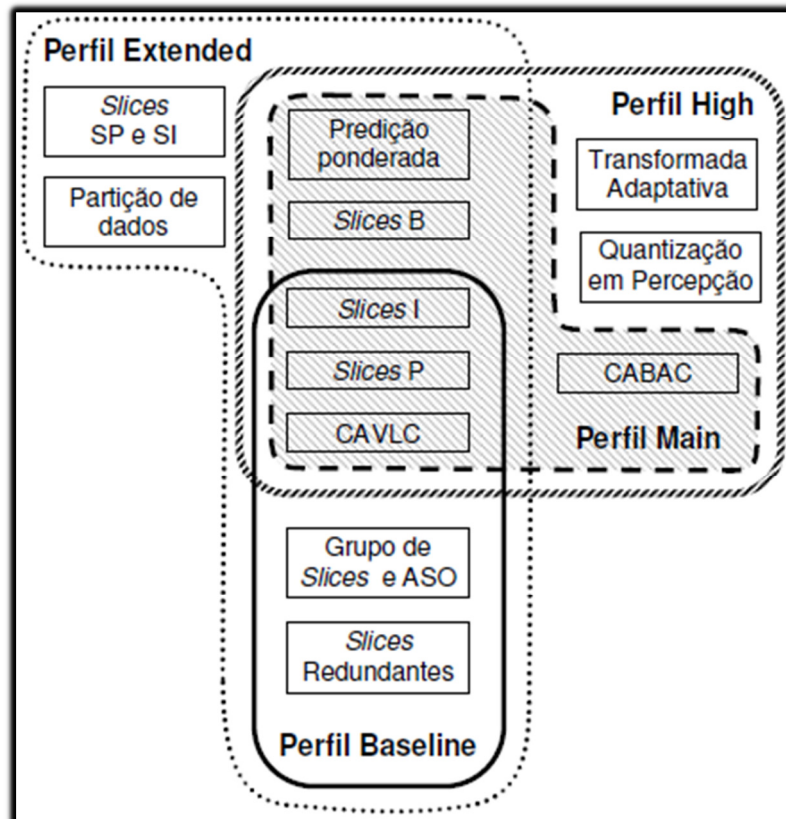 Perfil Extended
Slices
SP e SI
Partição de
dados
Predição
ponderada
Slices B
Perfil High
Transformada
Adaptativa
Quantização
em Percepção
Slices I
Slices P
CAVLC
CABAC
Perfil Main
Grupo de
Slices e ASO
Slices
Redundantes
Perfil Baseline